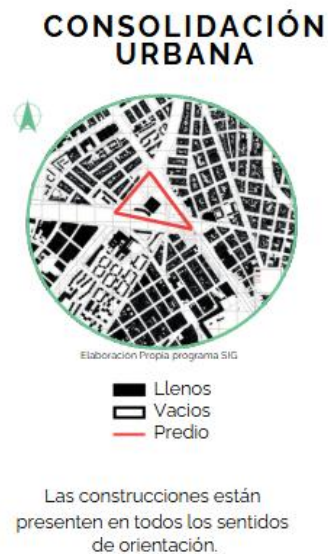 CONSOLIDACIÓN
URBANA
Elaboración Propia programa SIG
Llenos
Vacios
Predio
Las construcciones están
presenten en todos los sentidos
de orientación.